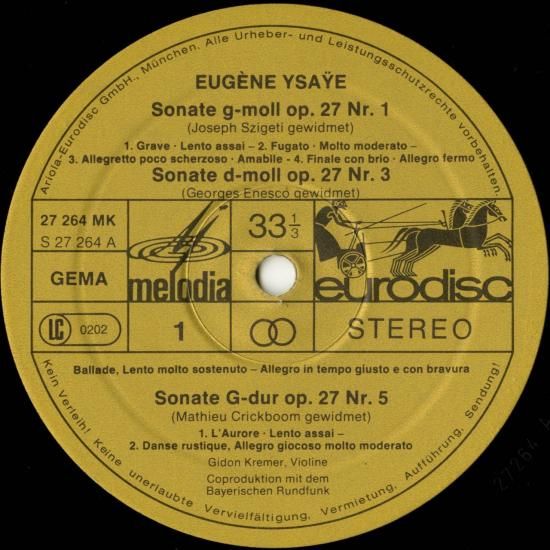 Ariola-Eurodisc GmbH., München. Alle Urheber- und Leistungsschutzrechte vorbehalten.
EUGÈNE YSAŸE
Sonate g-moll op. 27 Nr. 1
(Joseph Szigeti gewidmet)
1. Grave · Lento assai – 2. Fugato · Molto moderato –
3. Allegretto poco scherzoso · Amabile - 4. Finale con brio · Allegro fermo
Sonate d-moll op. 27 Nr. 3
(Georges Enesco gewidmet)
27 264 MK
S 27 264 A
33 1/3
GEMA
melodia
eurodisc
LC 0202
1
STEREO
Ballade, Lento molto sostenuto – Allegro in tempo giusto e con bravura
Sonate G-dur op. 27 Nr. 5
(Mathieu Crickboom gewidmet)
1. L'Aurore · Lento assai –
2. Danse rustique, Allegro giocoso molto moderato
Gidon Kremer, Violine
Coproduktion mit dem
Bayerischen Rundfunk
Kein Verleih! Keine unerlaubte Vervielfältigung, Vermietung, Aufführung, Sendung!
27264